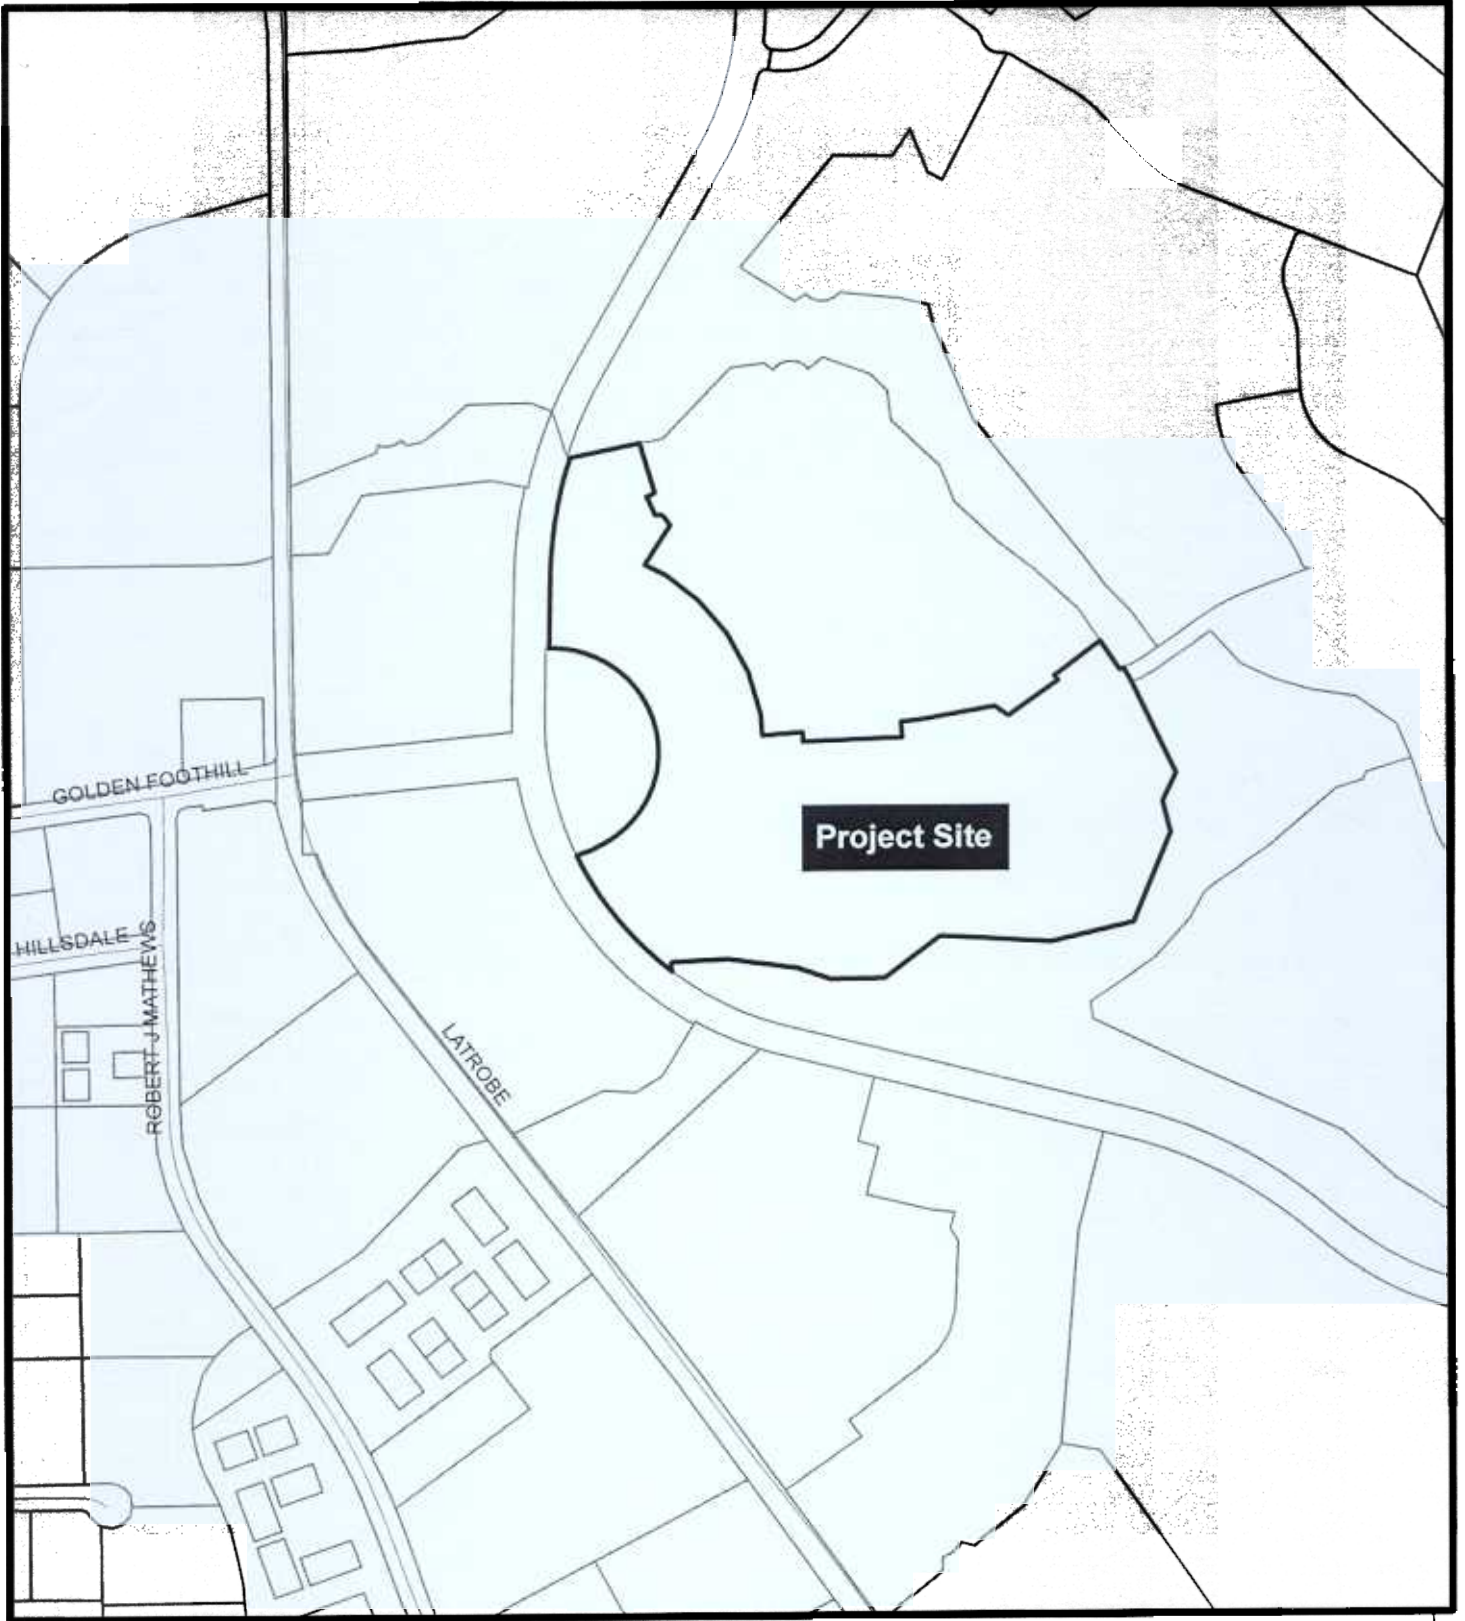 GOLDEN FOOTHILL
Project Site
HILLSDALE
ROBERT J MATHEWS
LATROBE